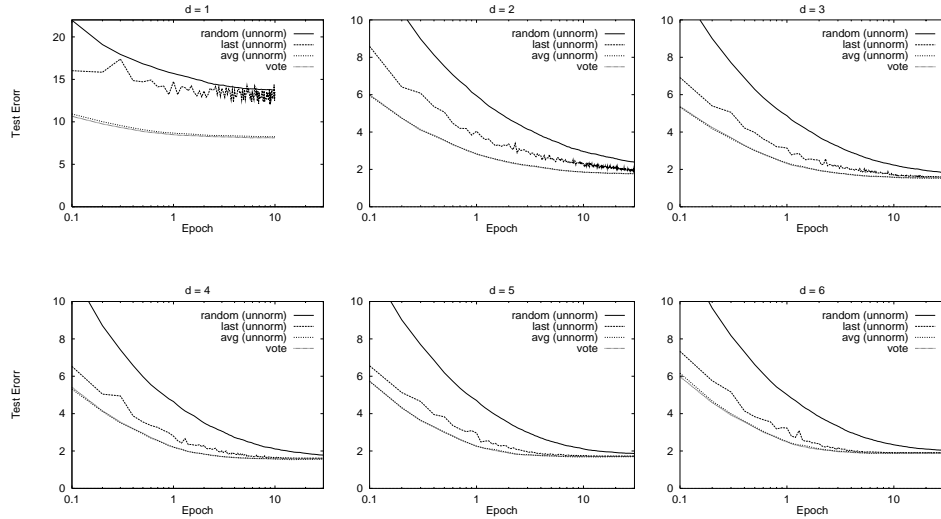 d = 1
random (unnorm)
last (unnorm)
avg (unnorm)
vote
Test Erorr
20
15
10
5
0
0.1
1
10
Epoch
d = 2
random (unnorm)
last (unnorm)
avg (unnorm)
vote
10
8
6
4
2
0
0.1
1
10
Epoch
d = 3
random (unnorm)
last (unnorm)
avg (unnorm)
vote
10
8
6
4
2
0
0.1
1
10
Epoch
d = 4
random (unnorm)
last (unnorm)
avg (unnorm)
vote
Test Erorr
10
8
6
4
2
0
0.1
1
10
Epoch
d = 5
random (unnorm)
last (unnorm)
avg (unnorm)
vote
10
8
6
4
2
0
0.1
1
10
Epoch
d = 6
random (unnorm)
last (unnorm)
avg (unnorm)
vote
10
8
6
4
2
0
0.1
1
10
Epoch